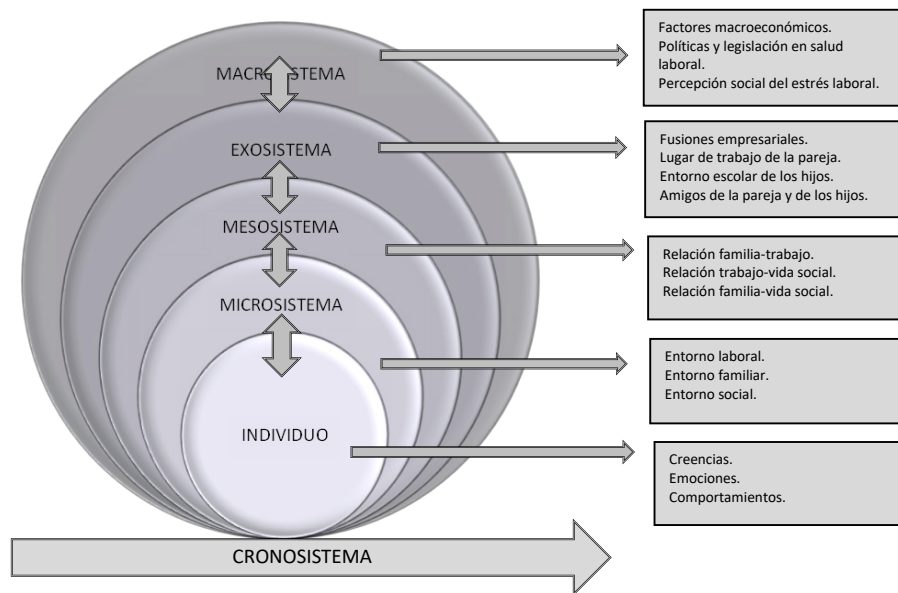 MACROSISTEMA
Factores macroeconómicos.
Políticas y legislación en salud
laboral.
Percepción social del estrés laboral.
EXOSISTEMA
Fusiones empresariales.
Lugar de trabajo de la pareja.
Entorno escolar de los hijos.
Amigos de la pareja y de los hijos.
MESOSISTEMA
Relación familia-trabajo.
Relación trabajo-vida social.
Relación familia-vida social.
MICROSISTEMA
Entorno laboral.
Entorno familiar.
Entorno social.
INDIVIDUO
Creencias.
Emociones.
Comportamientos.
CRONOSISTEMA